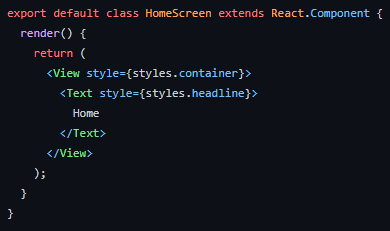 export default class HomeScreen extends React.Component {
  render() {
    return (
      <View style={styles.container}>
        <Text style={styles.headline}>
          Home
        </Text>
      </View>
    );
  }
}